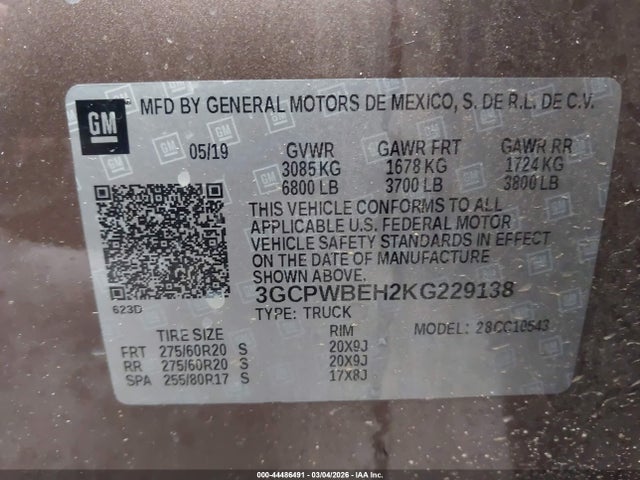 GM MFD BY GENERAL MOTORS DE MEXICO, S. DE R.L. DE C.V.
05/19 GVWR GAWR FRT GAWR RR
3085 KG 1678 KG 1724 KG
6800 LB 3700 LB 3800 LB
THIS VEHICLE CONFORMS TO ALL
APPLICABLE U.S. FEDERAL MOTOR
VEHICLE SAFETY STANDARDS IN EFFECT
ON THE DATE OF MANUFACTURE
SHOWN ABOVE.
3GCPWBEH2KG229138
623D TYPE: TRUCK
TIRE SIZE RIM MODEL: 28CC10543
FRT 275/60R20 S 20X9J
RR 275/60R20 S 20X9J
SPA 255/80R17 S 17X8J
000-44486491 - 03/04/2026 - IAA Inc.